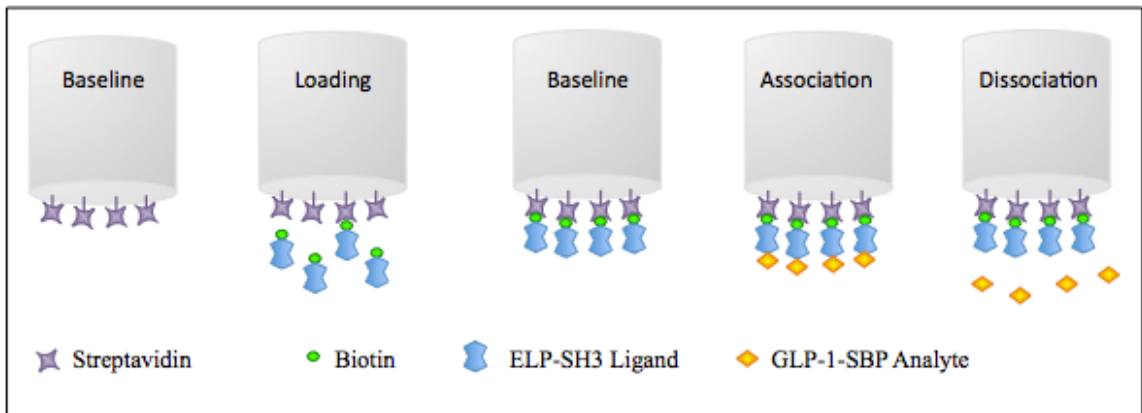 Baseline
Loading
Baseline
Association
Dissociation
Streptavidin
Biotin
ELP-SH3 Ligand
GLP-1-SBP Analyte